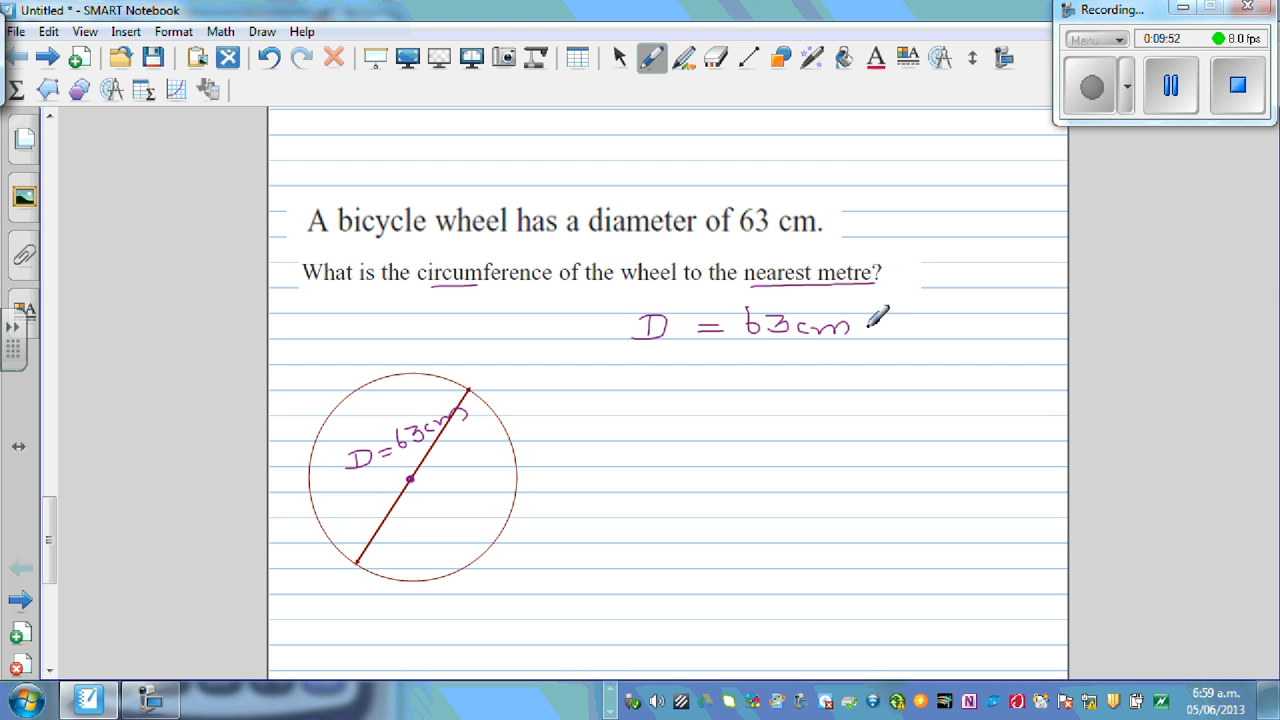 Untitled * - SMART Notebook
Recording...
File Edit View Insert Format Math Draw Help
Menu
0:09:52
8.0 fps
A bicycle wheel has a diameter of 63 cm.
What is the circumference of the wheel to the nearest metre?
D = 63cm
D = 63cm
6:59 a.m.
05/06/2013